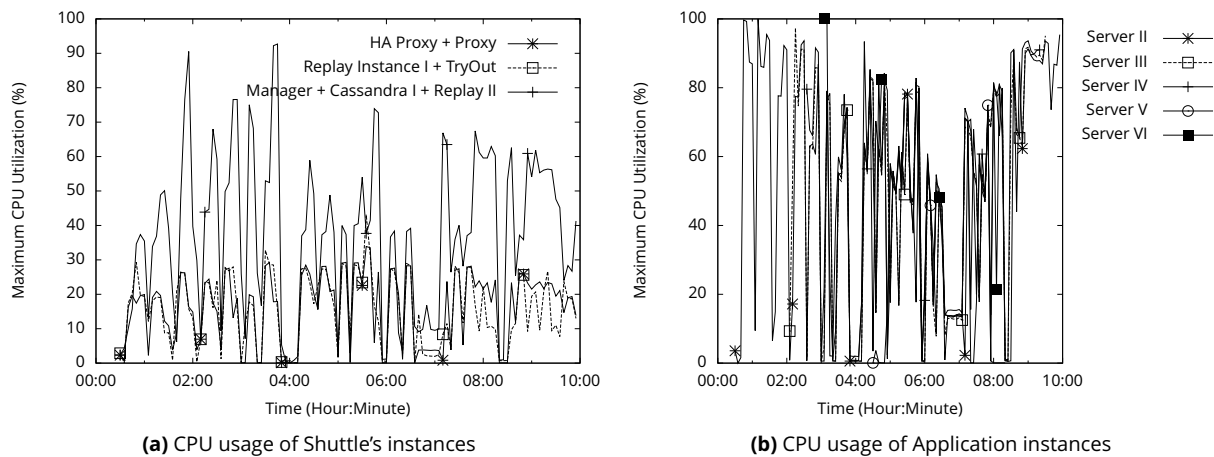 100
90
80
70
60
50
40
30
20
10
0
Maximum CPU Utilization (%)
HA Proxy + Proxy
Replay Instance I + TryOut
Manager + Cassandra I + Replay II
00:00 02:00 04:00 06:00 08:00 10:00
Time (Hour:Minute)
(a) CPU usage of Shuttle's instances
100
80
60
40
20
0
Maximum CPU Utilization (%)
00:00 02:00 04:00 06:00 08:00 10:00
Time (Hour:Minute)
Server II
Server III
Server IV
Server V
Server VI
(b) CPU usage of Application instances